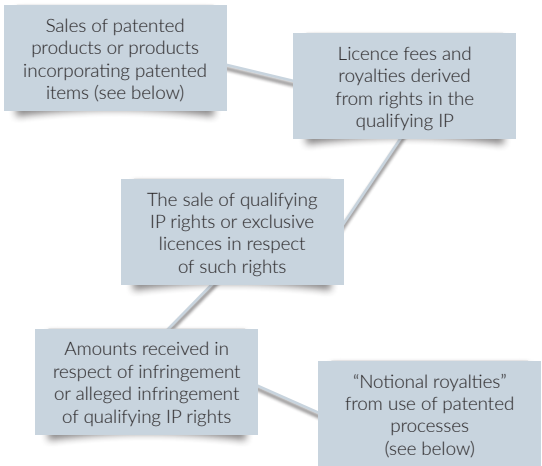 Sales of patented
products or products
incorporating patented
items (see below)
Licence fees and
royalties derived
from rights in the
qualifying IP
The sale of qualifying
IP rights or exclusive
licences in respect
of such rights
Amounts received in
respect of infringement
or alleged infringement
of qualifying IP rights
“Notional royalties”
from use of patented
processes
(see below)